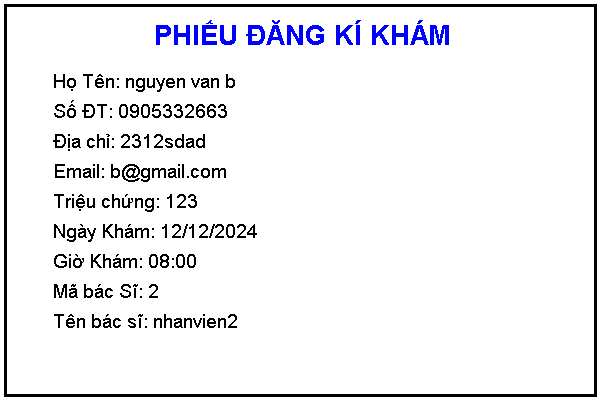 PHIẾU ĐĂNG KÍ KHÁM
Họ Tên: nguyen van b
Số ĐT: 0905332663
Địa chỉ: 2312sdad
Email: b@gmail.com
Triệu chứng: 123
Ngày Khám: 12/12/2024
Giờ Khám: 08:00
Mã bác Sĩ: 2
Tên bác sĩ: nhanvien2